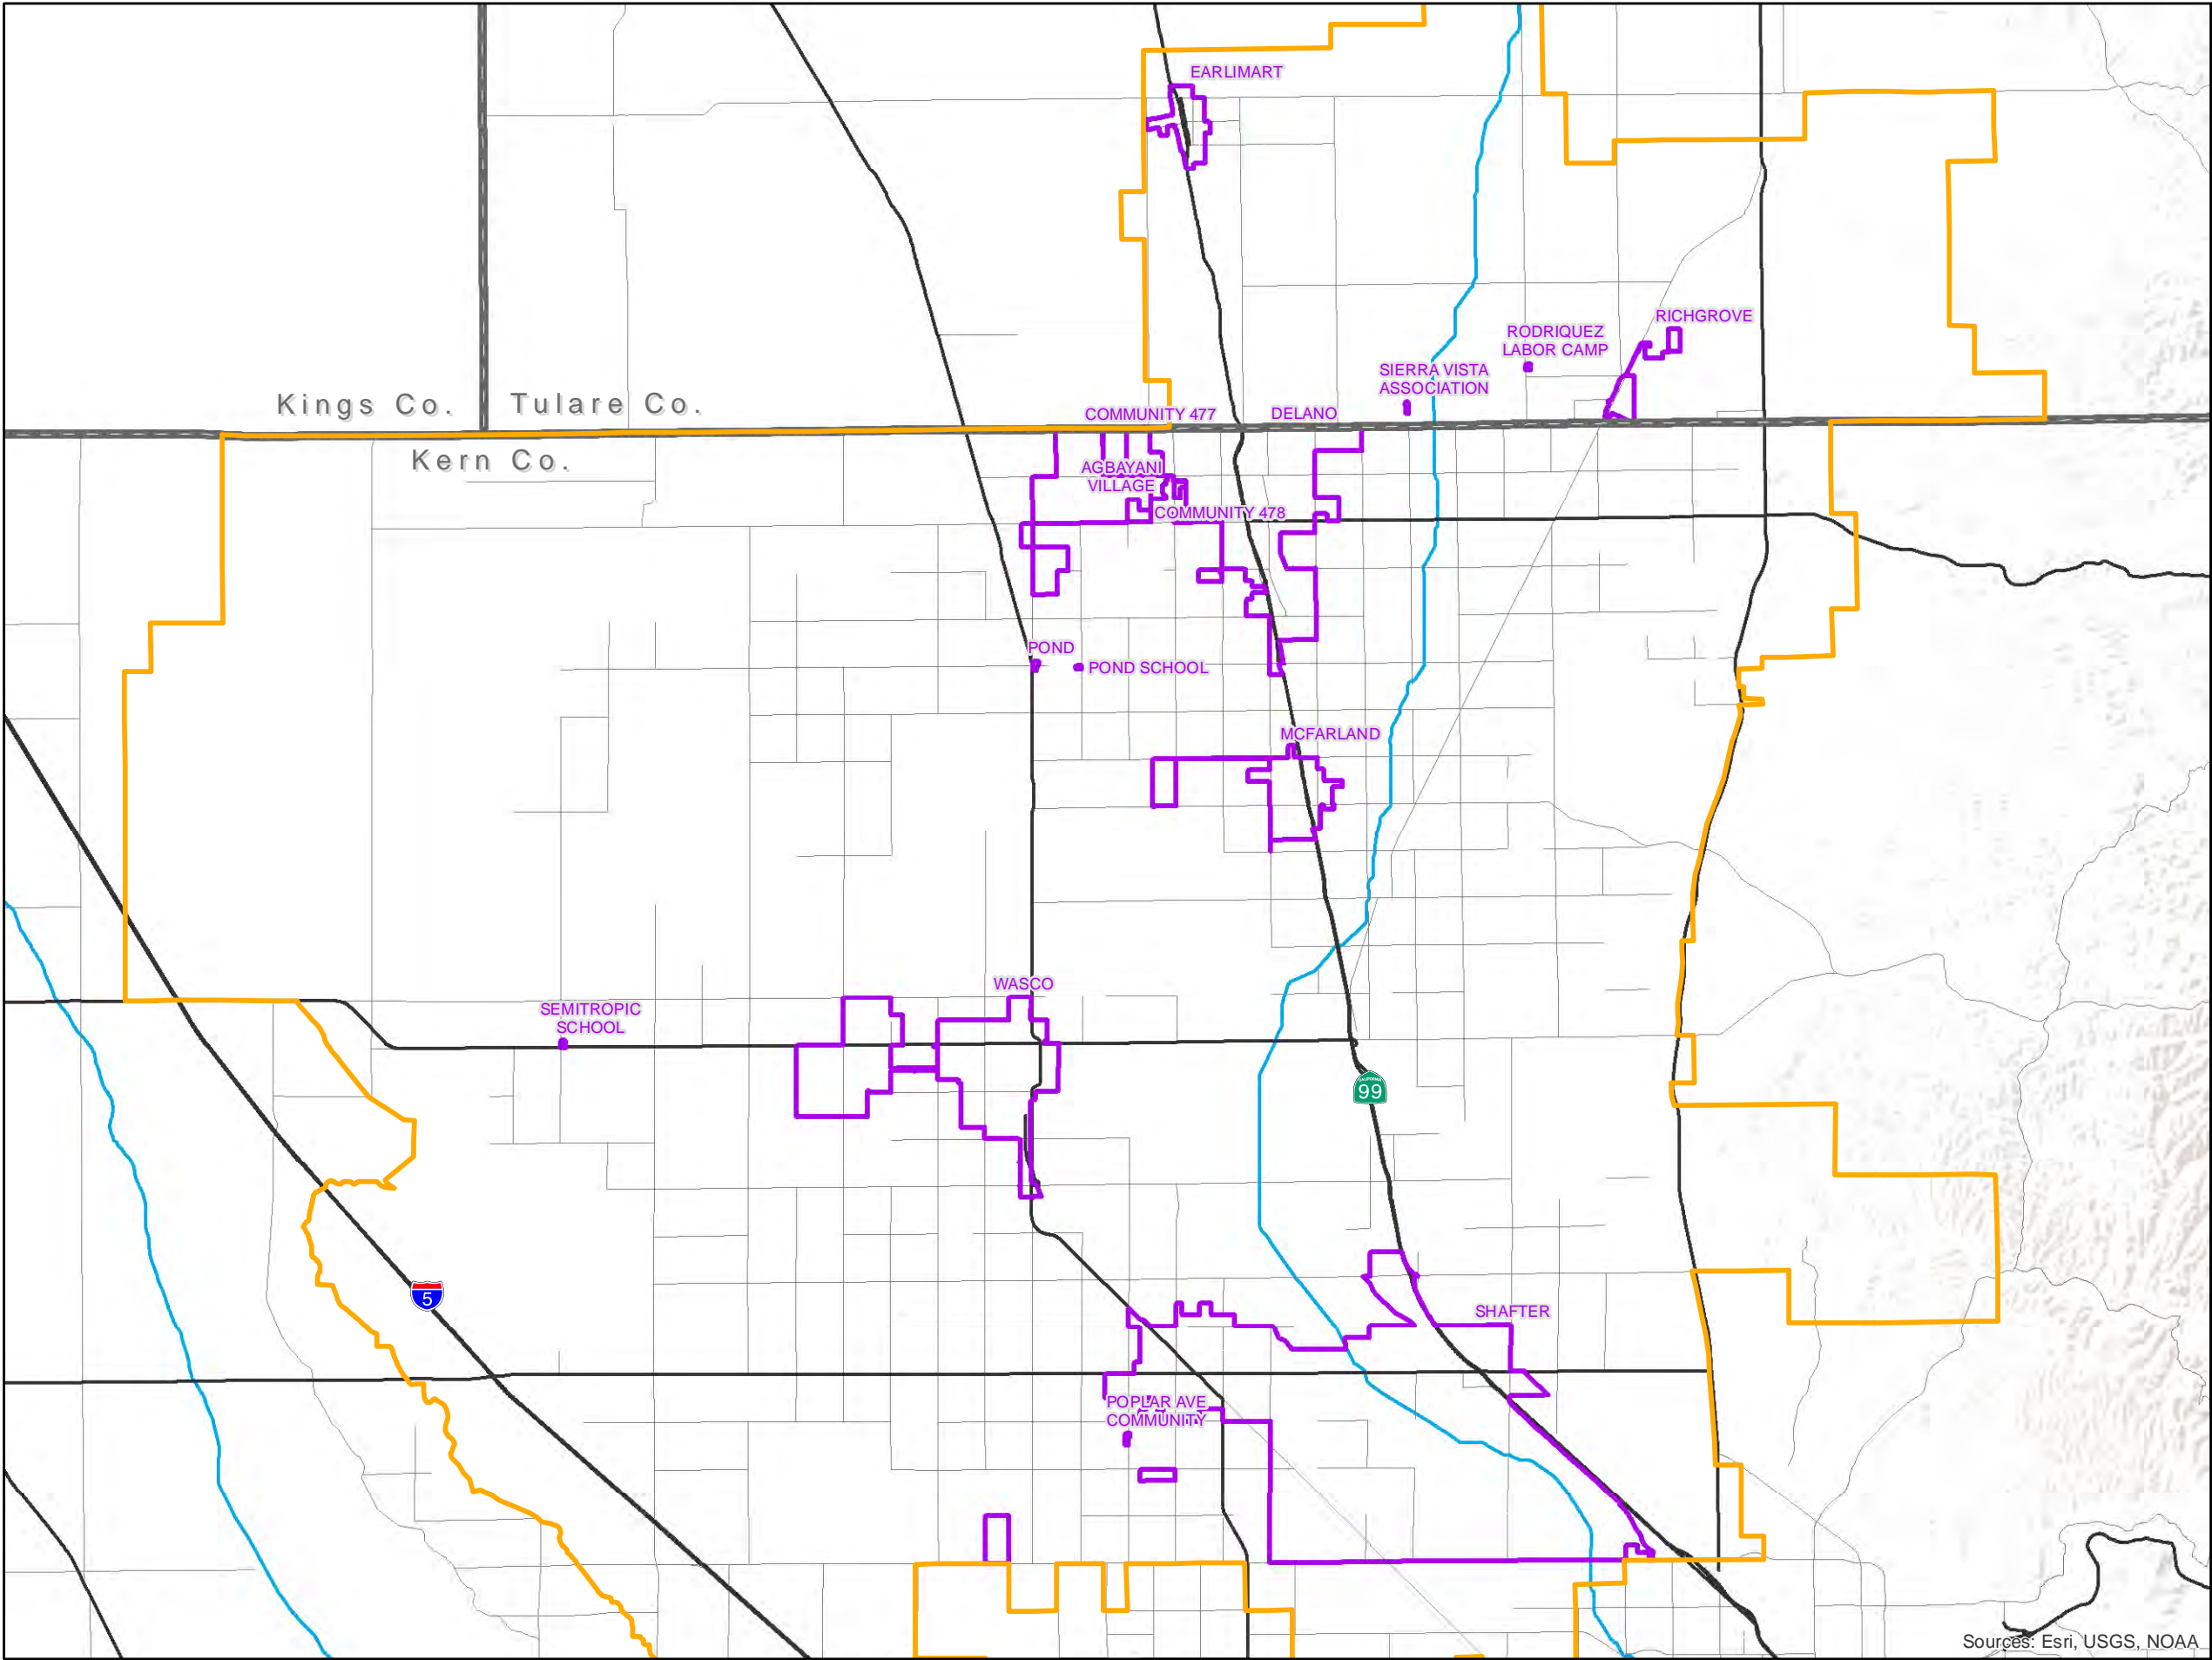 EARLIMART
RICHGROVE
RODRIQUEZ
LABOR CAMP
SIERRA VISTA
ASSOCIATION
Kings Co.
Tulare Co.
COMMUNITY 477
DELANO
Kern Co.
AGBAYANI
VILLAGE
COMMUNITY 478
POND
POND SCHOOL
MCFARLAND
WASCO
SEMITROPIC
SCHOOL
CALIFORNIA
99
5
SHAFTER
POPLAR AVE
COMMUNITY
Sources: Esri, USGS, NOAA